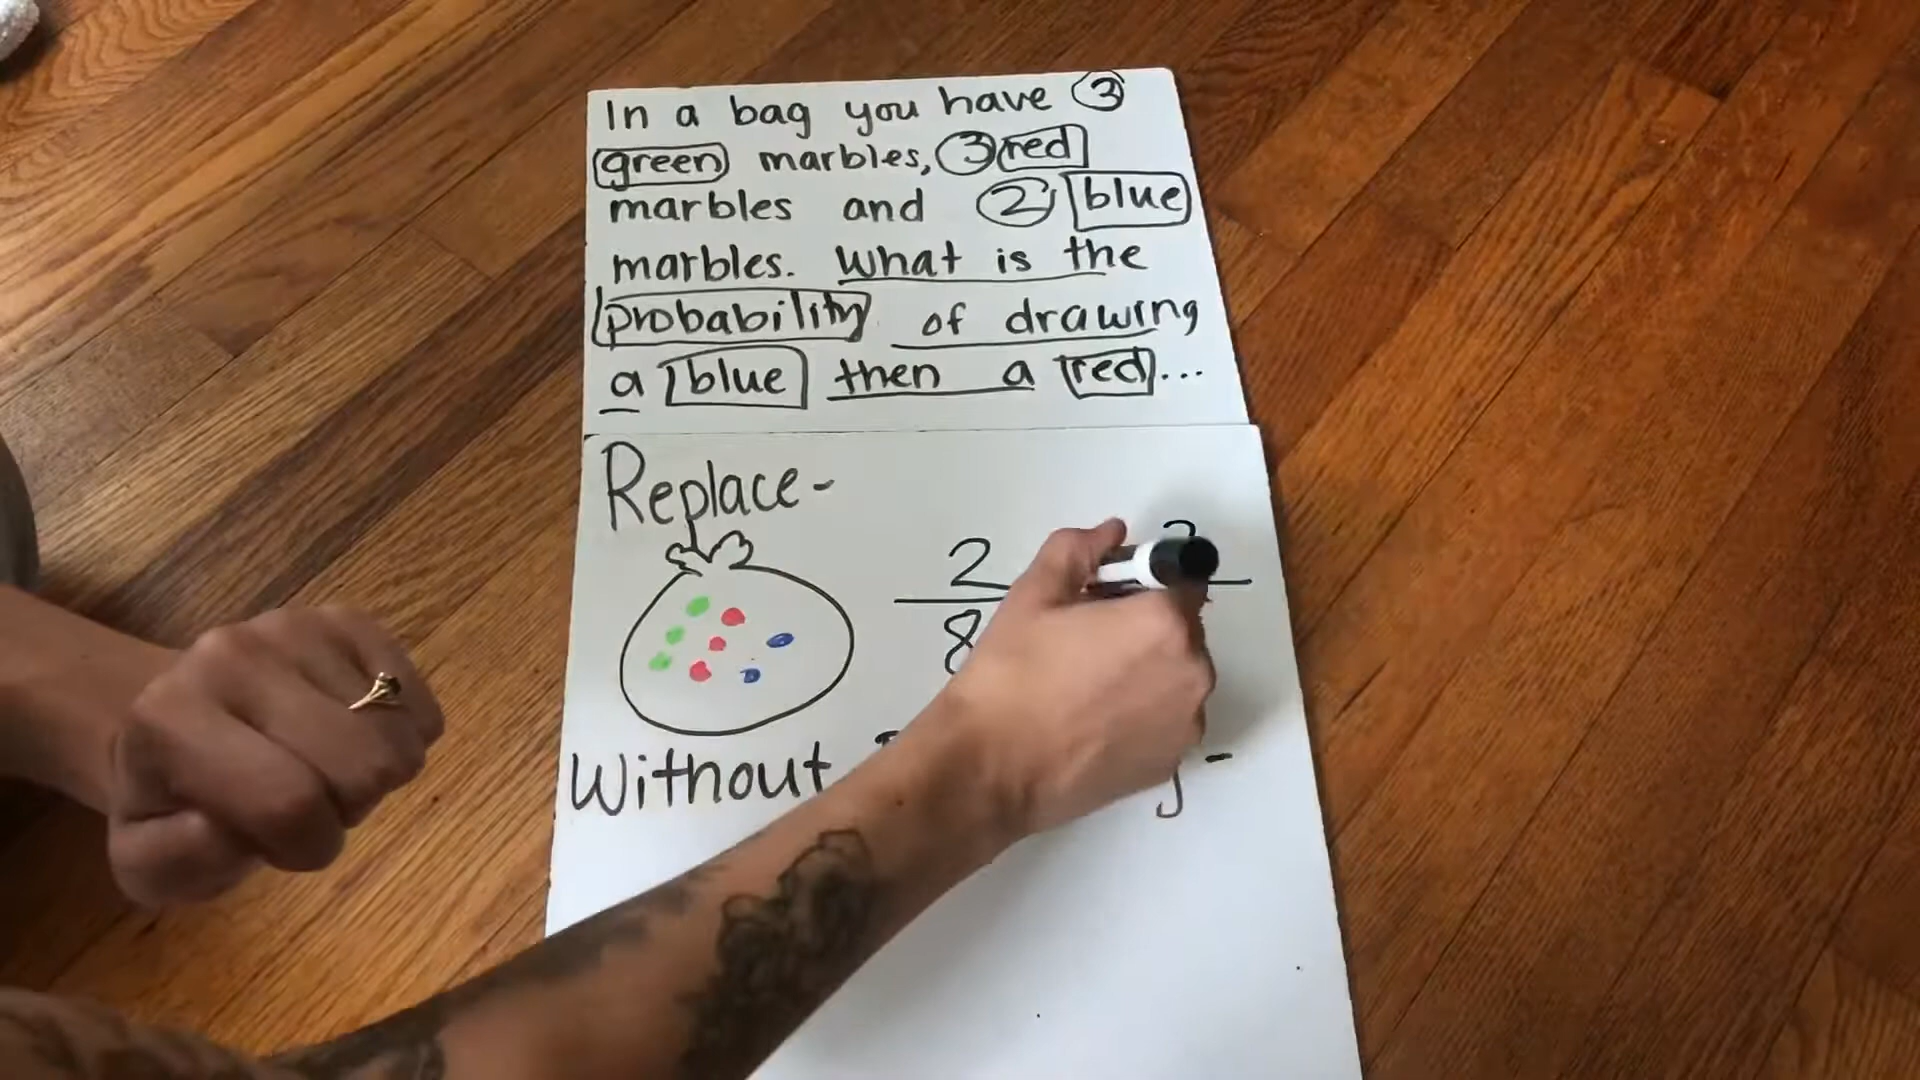 In a bag you have 3
green marbles, 3 red
marbles and 2 blue
marbles. What is the
probability of drawing
a blue then a red...
Replace-
2
8
Without